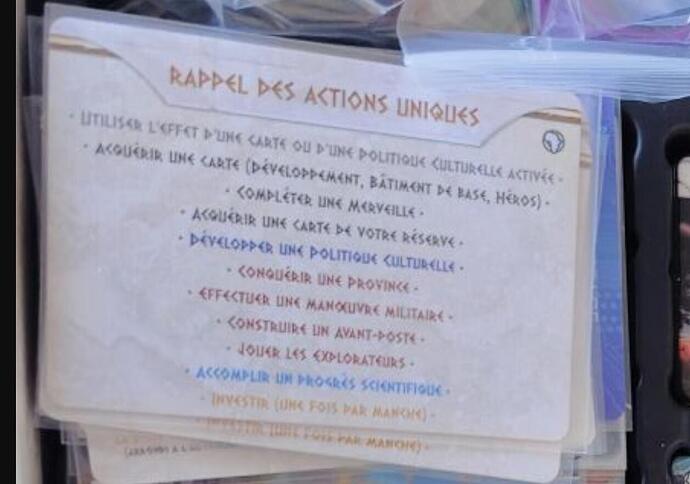 RAPPEL DES ACTIONS UNIQUES
• UTILISER L'EFFET D'UNE CARTE OU D'UNE POLITIQUE CULTURELLE ACTIVÉE •
• ACQUÉRIR UNE CARTE (DÉVELOPPEMENT, BÂTIMENT DE BASE, HÉROS) •
• COMPLÉTER UNE MERVEILLE •
• ACQUÉRIR UNE CARTE DE VOTRE RÉSERVE •
• DÉVELOPPER UNE POLITIQUE CULTURELLE •
• CONQUÉRIR UNE PROVINCE •
• EFFECTUER UNE MANŒUVRE MILITAIRE •
• CONSTRUIRE UN AVANT-POSTE •
• JOUER LES EXPLORATEURS •
• ACCOMPLIR UN PROGRÈS SCIENTIFIQUE •
• INVESTIR (UNE FOIS PAR MANCHE) •
• INVESTIR (UNE FOIS PAR MANCHE) •